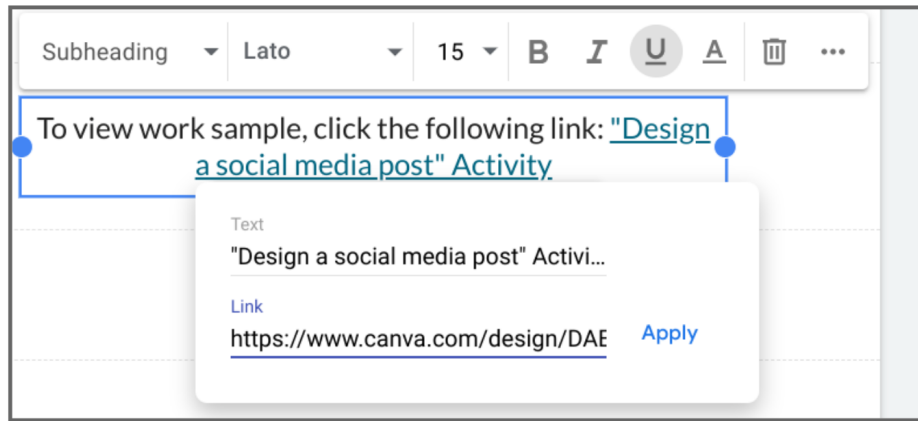 Subheading Lato 15 B I U A
To view work sample, click the following link: "Design
a social media post" Activity
Text
"Design a social media post" Activi...
Link
https://www.canva.com/design/DAE
Apply